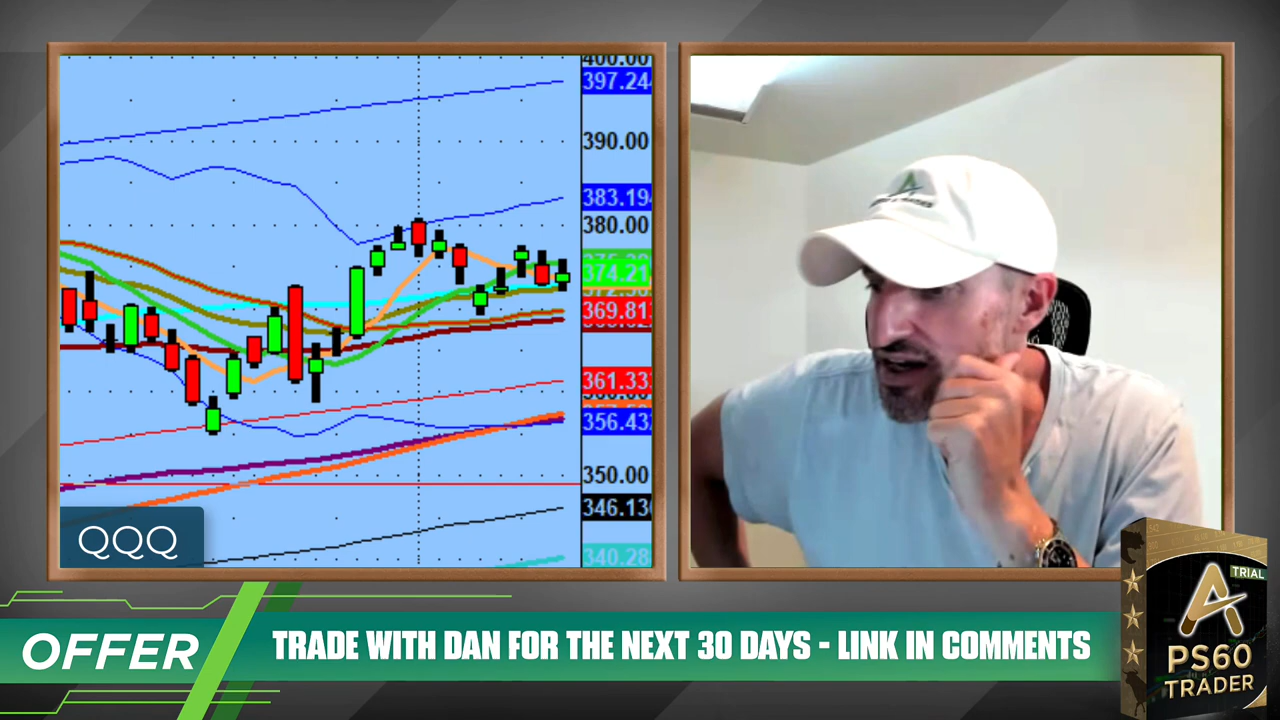 400.00
397.24
390.00
383.19
380.00
374.21
369.81
361.33
356.43
350.00
346.13
340.28
QQQ
OFFER
TRADE WITH DAN FOR THE NEXT 30 DAYS - LINK IN COMMENTS
TRIAL
PS60
TRADER